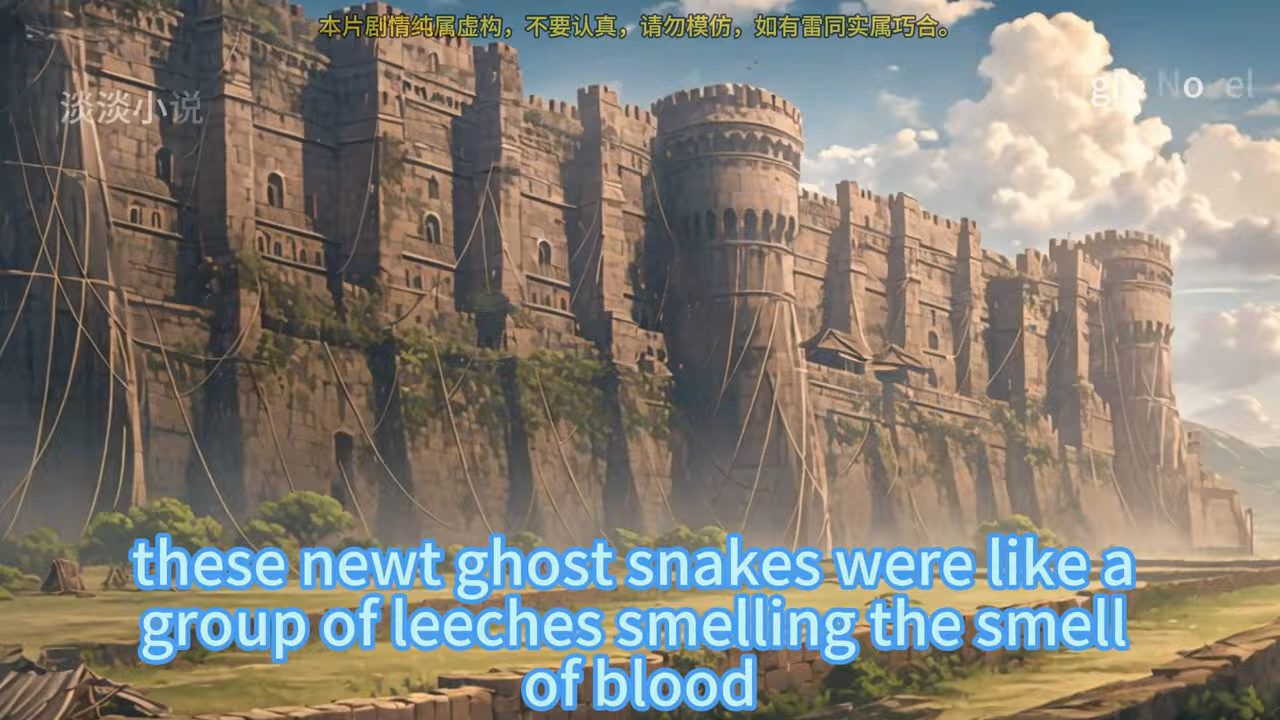 本片剧情纯属虚构，不要认真，请勿模仿，如有雷同实属巧合。
淡淡小说
these newt ghost snakes were like a
group of leeches smelling the smell
of blood